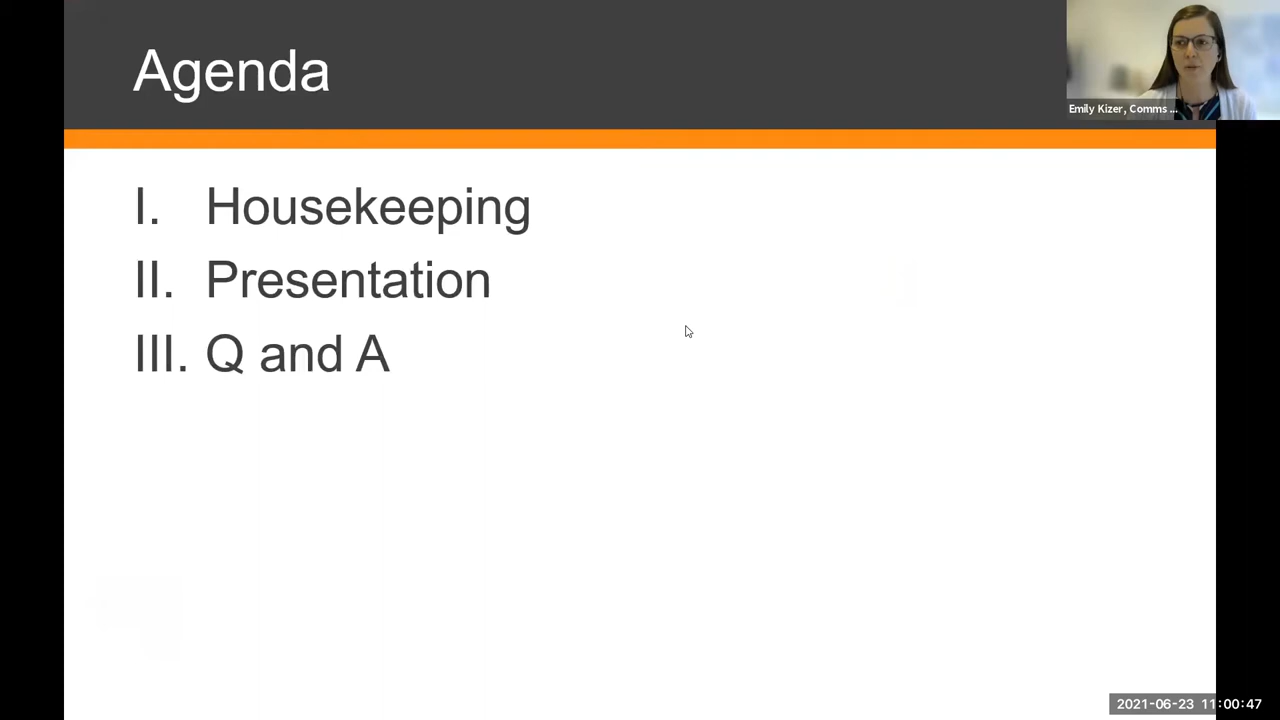 Agenda
Emily Kizer, Comms ...
I. Housekeeping
II. Presentation
III. Q and A
2021-06-23 11:00:47